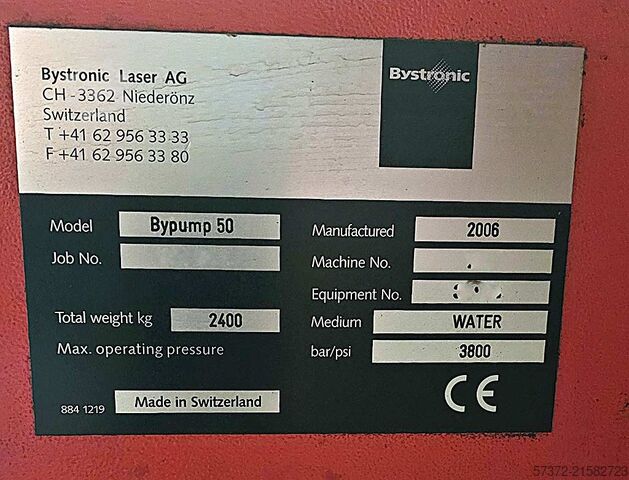 Bystronic Laser AG
CH-3362 Niederönz
Switzerland
T +41 62 956 33 33
F +41 62 956 33 80
Bystronic
Model Bypump 50
Job No.
Total weight kg 2400
Max. operating pressure
884 1219 Made in Switzerland
Manufactured 2006
Machine No.
Equipment No.
Medium WATER
bar/psi 3800
CE
57372-21582723